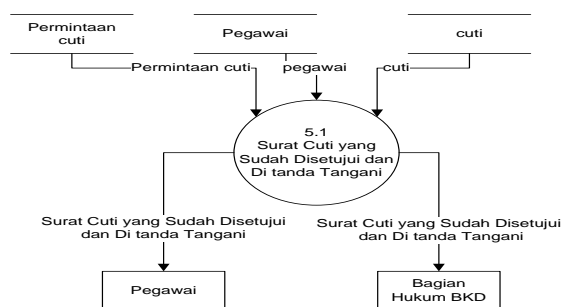 Permintaan
cuti
Pegawai
cuti
Permintaan cuti
pegawai
cuti
5.1
Surat Cuti yang
Sudah Disetujui dan
Di tanda Tangani
Surat Cuti yang Sudah Disetujui
dan Di tanda Tangani
Surat Cuti yang Sudah Disetujui
dan Di tanda Tangani
Pegawai
Bagian
Hukum BKD